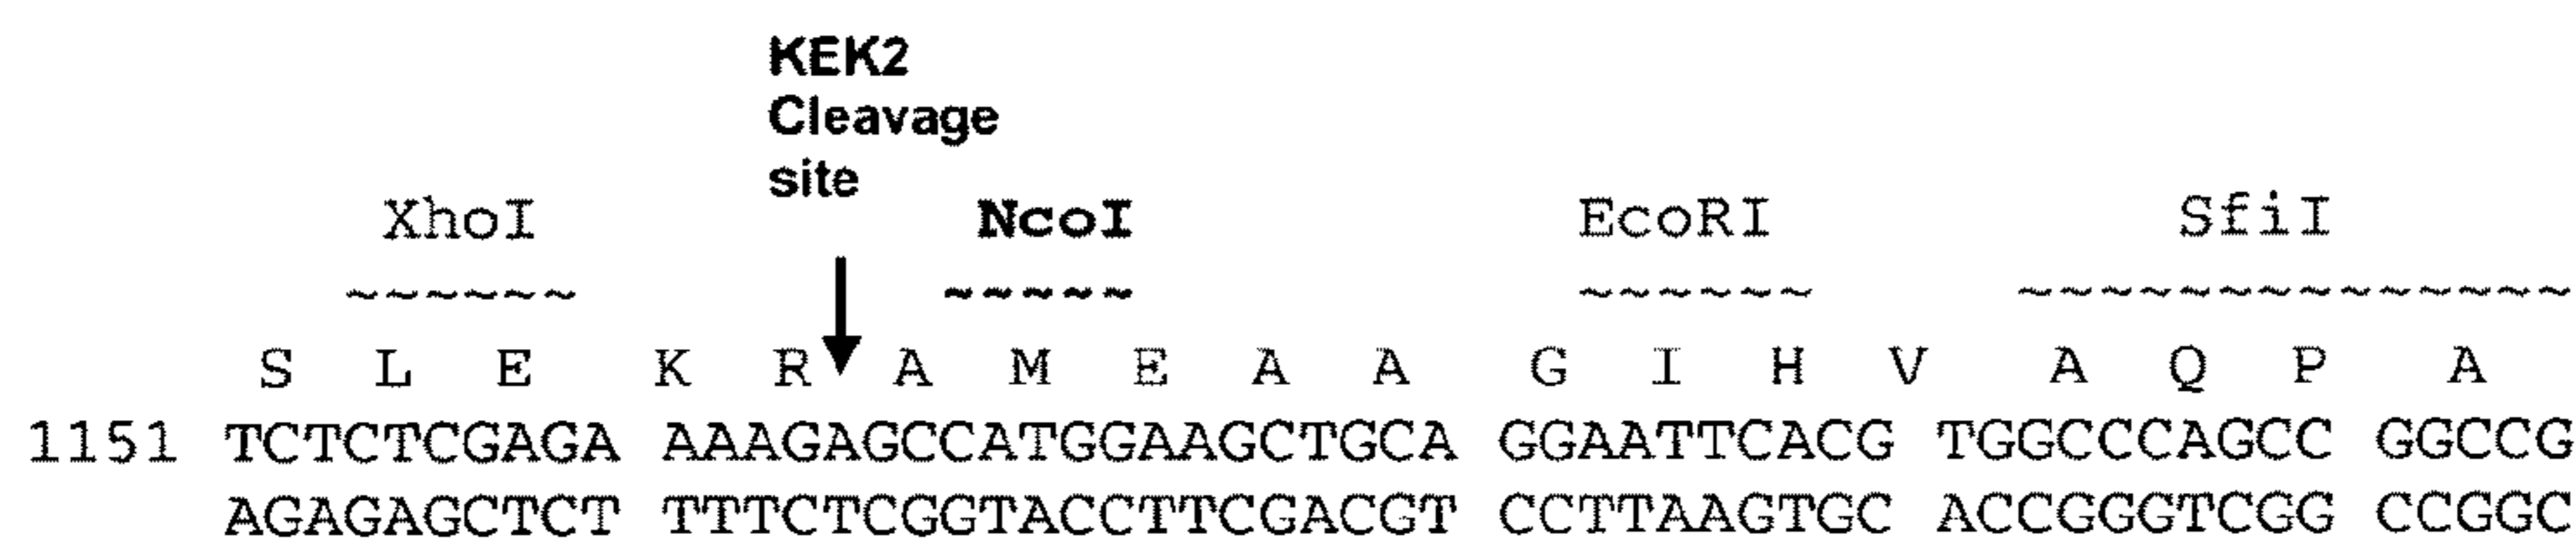 KEK2
Cleavage
site
XhoI NcoI EcoRI SfiI
~~~~~~ ~~~~~ ~~~~~~ ~~~~~~~~~~~~~~
S L E K R A M E A A G I H V A Q P A
1151 TCTCTCGAGA AAAGAGCCATGGAAGCTGCA GGAATTCACG TGGCCCAGCC GGCCG
AGAGAGCTCT TTTCTCGGTACCTTCGACGT CCTTAAGTGC ACCGGGTCGG CCGGC